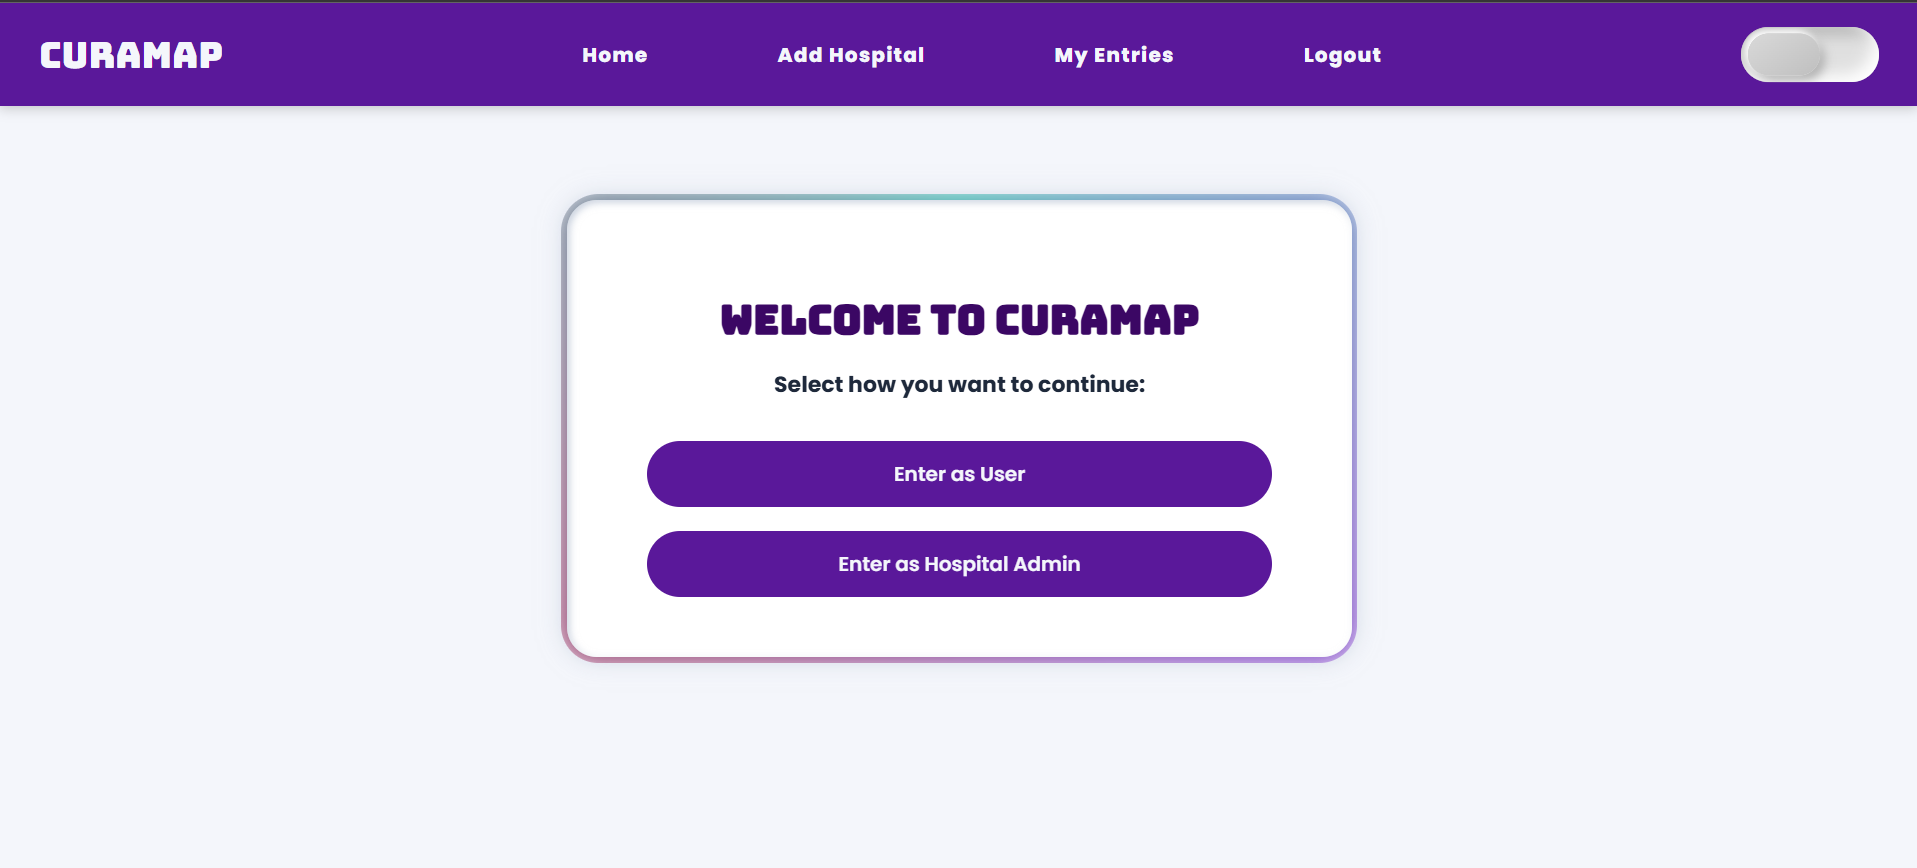 CURAMAP
Home
Add Hospital
My Entries
Logout
WELCOME TO CURAMAP
Select how you want to continue:
Enter as User
Enter as Hospital Admin